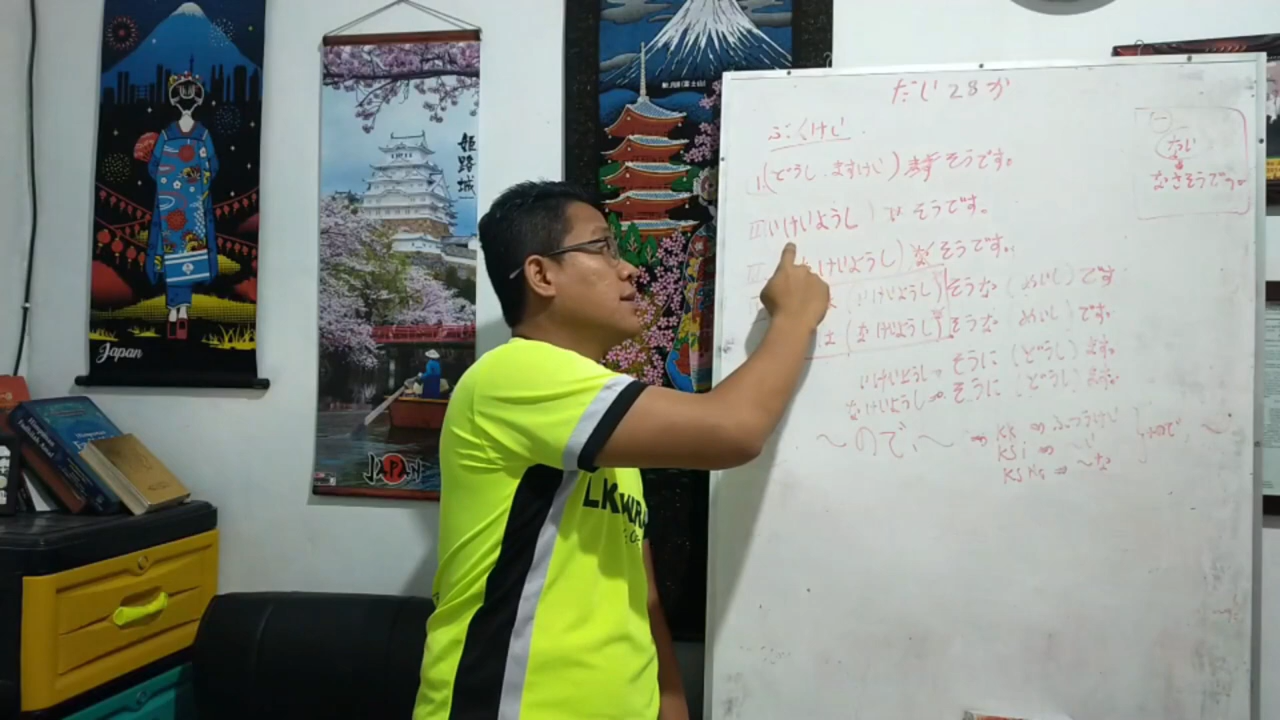 だい 28 か
ぶんけい
I. (どうし ますけい) ます そうです。
II いけいようし) い そうです。
III けいようし) な そうです。
(いけいようし) そうな (めいし) です
(なけいようし) そうな めいし) です。
いけいようし そうに (どうし) ます。
なけいようし そうに (どうし) ます。
～ので、～ ⇒ KK ⇒ ふつうけい
KSi ⇒ ～い
KSNa ⇒ ～な
ので、～
(-)
ない
なさそうです。
Japan
姫路城
JAPAN